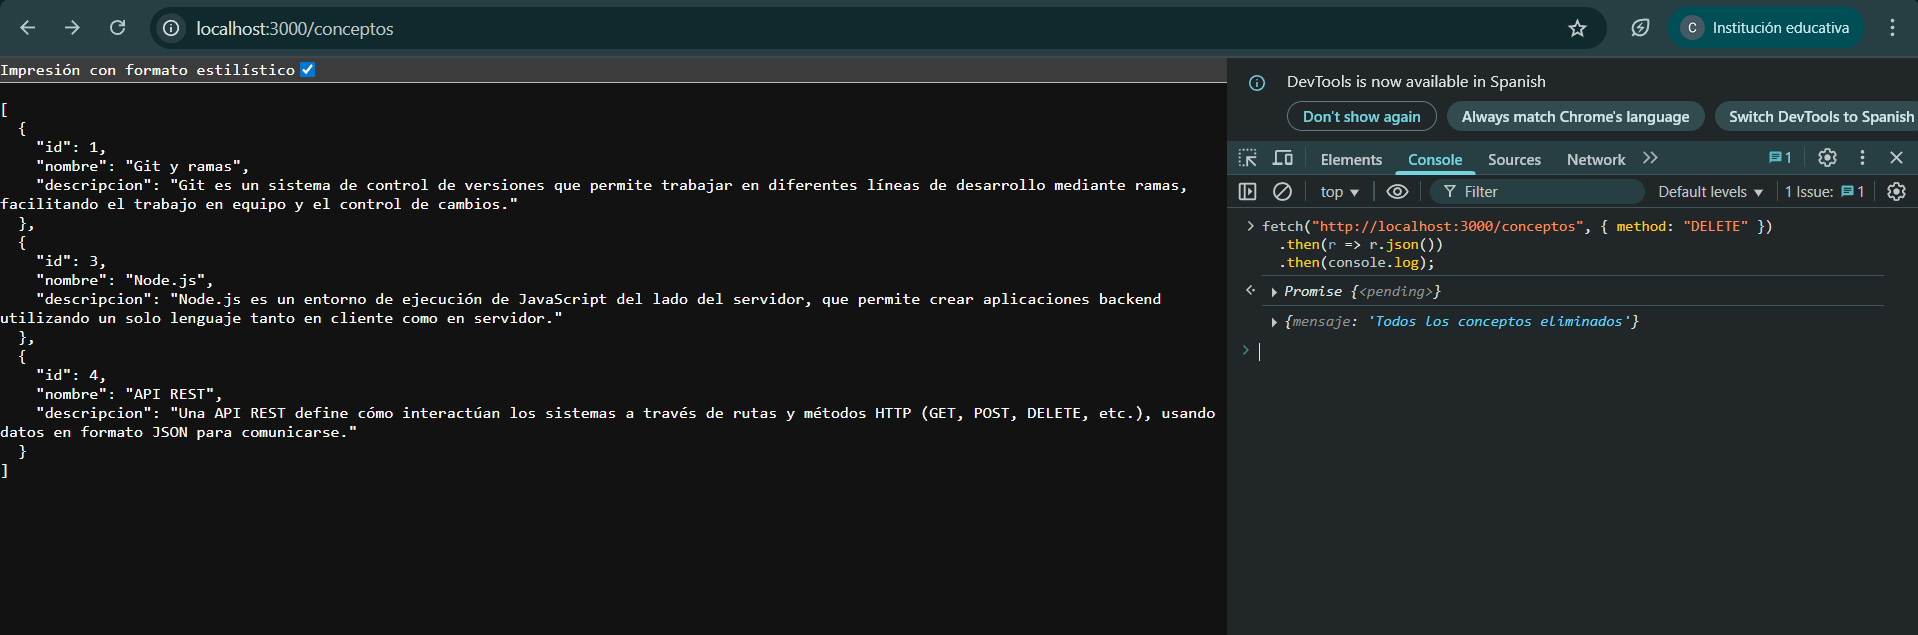 localhost:3000/conceptos
C Institución educativa
Impresión con formato estilístico
[
  {
    "id": 1,
    "nombre": "Git y ramas",
    "descripcion": "Git es un sistema de control de versiones que permite trabajar en diferentes líneas de desarrollo mediante ramas,
facilitando el trabajo en equipo y el control de cambios."
  },
  {
    "id": 3,
    "nombre": "Node.js",
    "descripcion": "Node.js es un entorno de ejecución de JavaScript del lado del servidor, que permite crear aplicaciones backend
utilizando un solo lenguaje tanto en cliente como en servidor."
  },
  {
    "id": 4,
    "nombre": "API REST",
    "descripcion": "Una API REST define cómo interactúan los sistemas a través de rutas y métodos HTTP (GET, POST, DELETE, etc.), usando
datos en formato JSON para comunicarse."
  }
]
DevTools is now available in Spanish
Don't show again Always match Chrome's language Switch DevTools to Spanish
Elements Console Sources Network 1
top Filter Default levels 1 Issue: 1
fetch("http://localhost:3000/conceptos", { method: "DELETE" })
  .then(r => r.json())
  .then(console.log);
Promise {<pending>}
{mensaje: 'Todos los conceptos eliminados'}